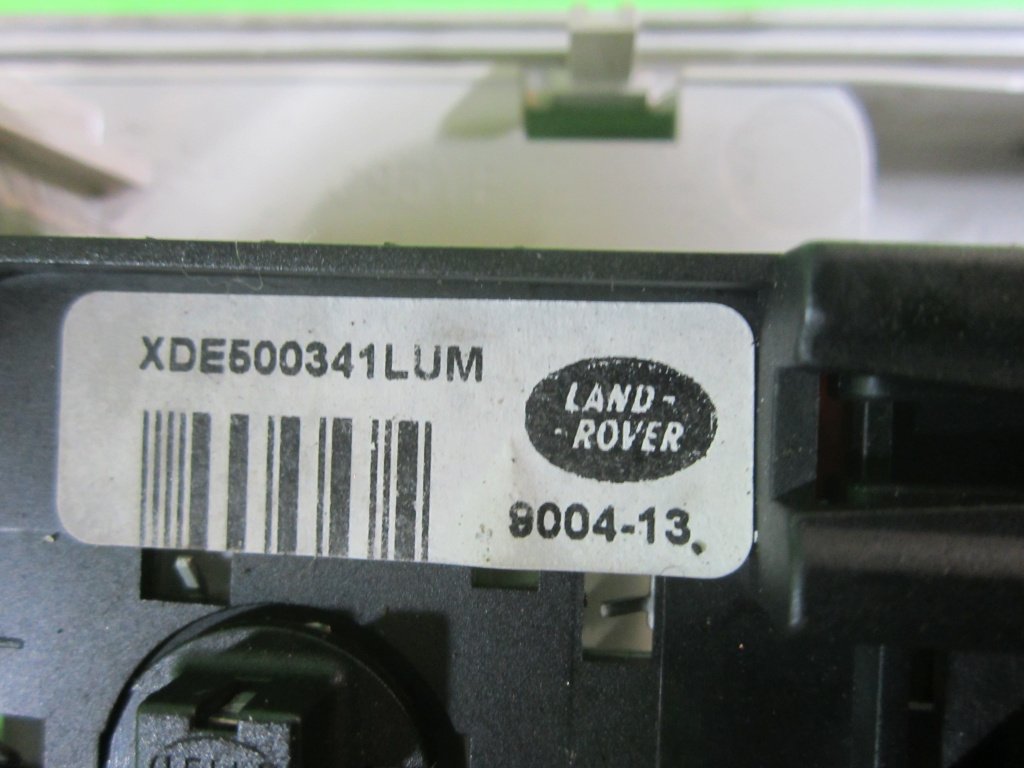 XDE500341LUM
LAND-
-ROVER
9004-13